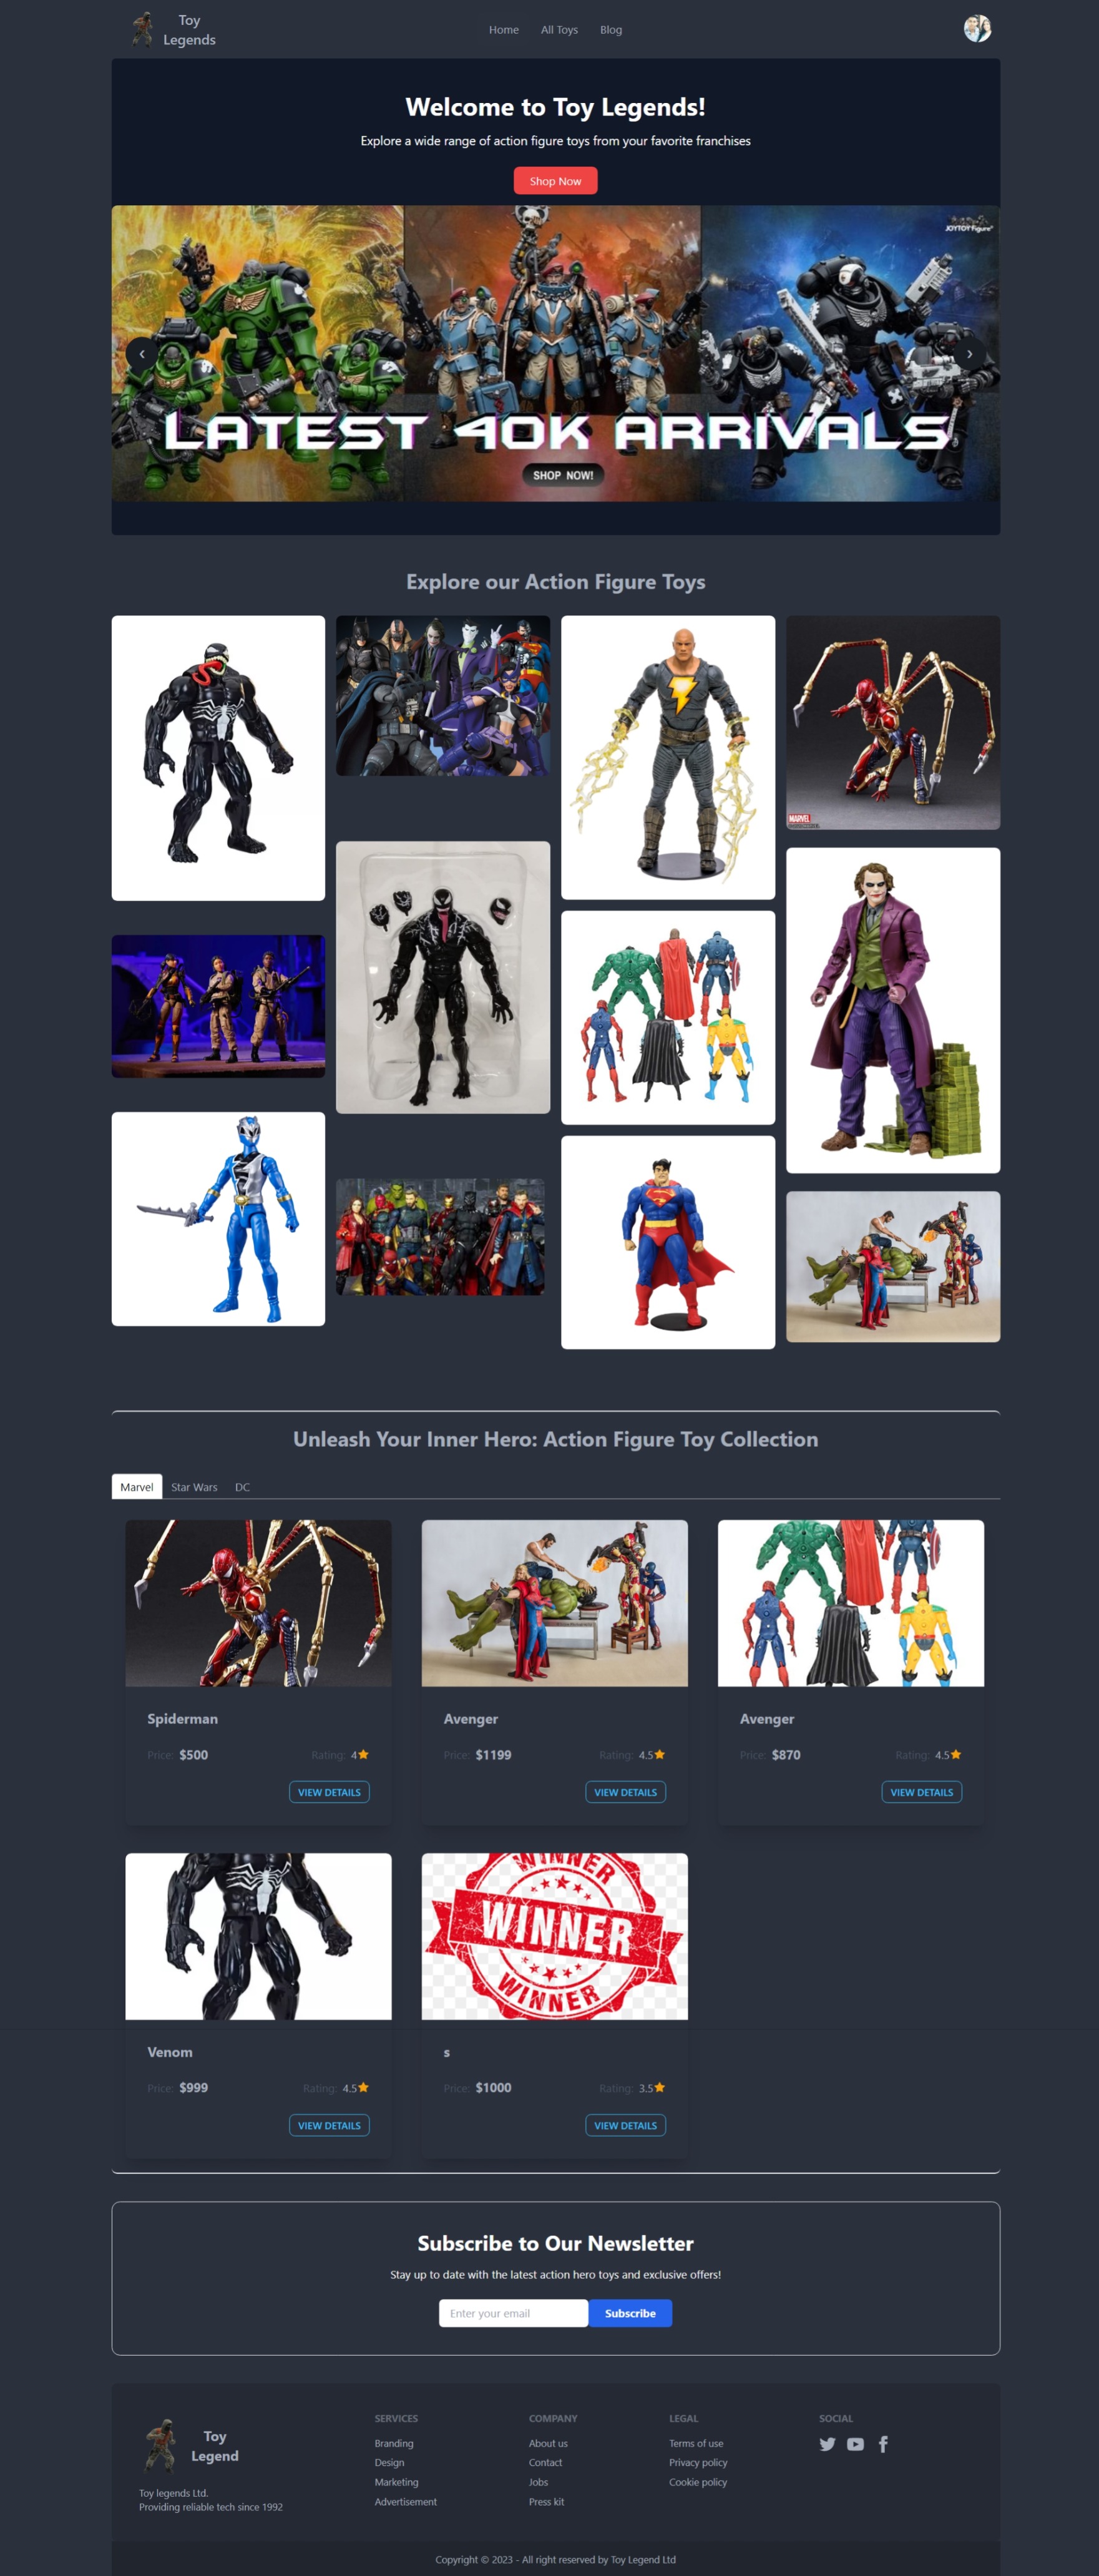 Toy
Legends
Home All Toys Blog
Welcome to Toy Legends!
Explore a wide range of action figure toys from your favorite franchises
Shop Now
JOYTOY Figure
‹ ›
LATEST 40K ARRIVALS
SHOP NOW!
Explore our Action Figure Toys
MARVEL
Unleash Your Inner Hero: Action Figure Toy Collection
Marvel Star Wars DC
Spiderman Avenger Avenger
Price: $500 Rating: 4 Price: $1199 Rating: 4.5 Price: $870 Rating: 4.5
VIEW DETAILS VIEW DETAILS VIEW DETAILS
WINNER
WINNER
WINNER
Venom s
Price: $999 Rating: 4.5 Price: $1000 Rating: 3.5
VIEW DETAILS VIEW DETAILS
Subscribe to Our Newsletter
Stay up to date with the latest action hero toys and exclusive offers!
Enter your email Subscribe
Toy
Legend
Toy legends Ltd.
Providing reliable tech since 1992
SERVICES
Branding
Design
Marketing
Advertisement
COMPANY
About us
Contact
Jobs
Press kit
LEGAL
Terms of use
Privacy policy
Cookie policy
SOCIAL
Copyright © 2023 - All right reserved by Toy Legend Ltd